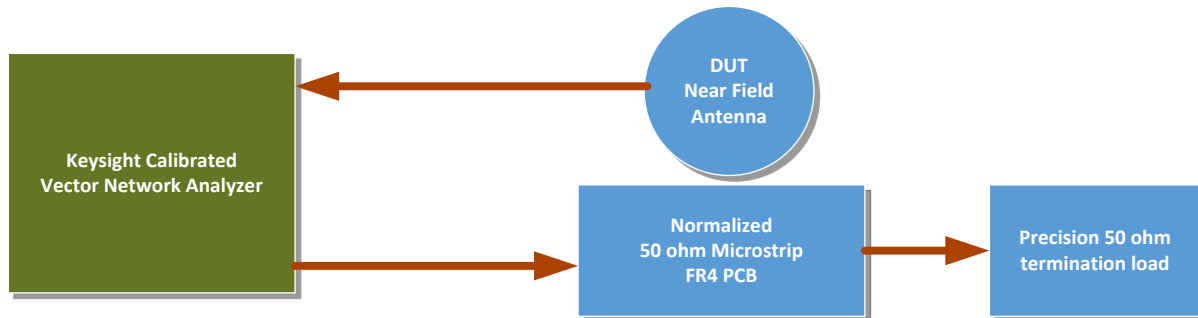 DUT
Near Field
Antenna
Keysight Calibrated
Vector Network Analyzer
Normalized
50 ohm Microstrip
FR4 PCB
Precision 50 ohm
termination load